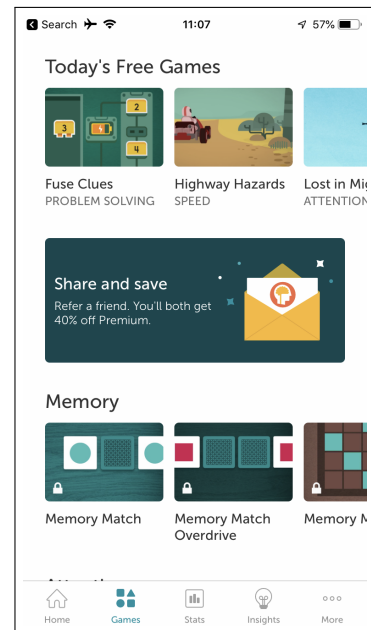 Search
11:07
57%
Today's Free Games
3
2
4
Fuse Clues
PROBLEM SOLVING
Highway Hazards
SPEED
Lost in Mig
ATTENTION
Share and save
Refer a friend. You'll both get
40% off Premium.
Memory
Memory Match
Memory Match
Overdrive
Memory M
Home
Games
Stats
Insights
More